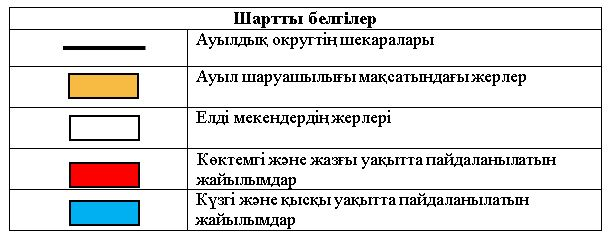 Шартты белгілер
Ауылдық округтің шекаралары
Ауыл шаруашылығы мақсатындағы жерлер
Елді мекендердің жерлері
Көктемгі және жазғы уақытта пайдаланылатын
жайылымдар
Күзгі және қысқы уақытта пайдаланылатын
жайылымдар